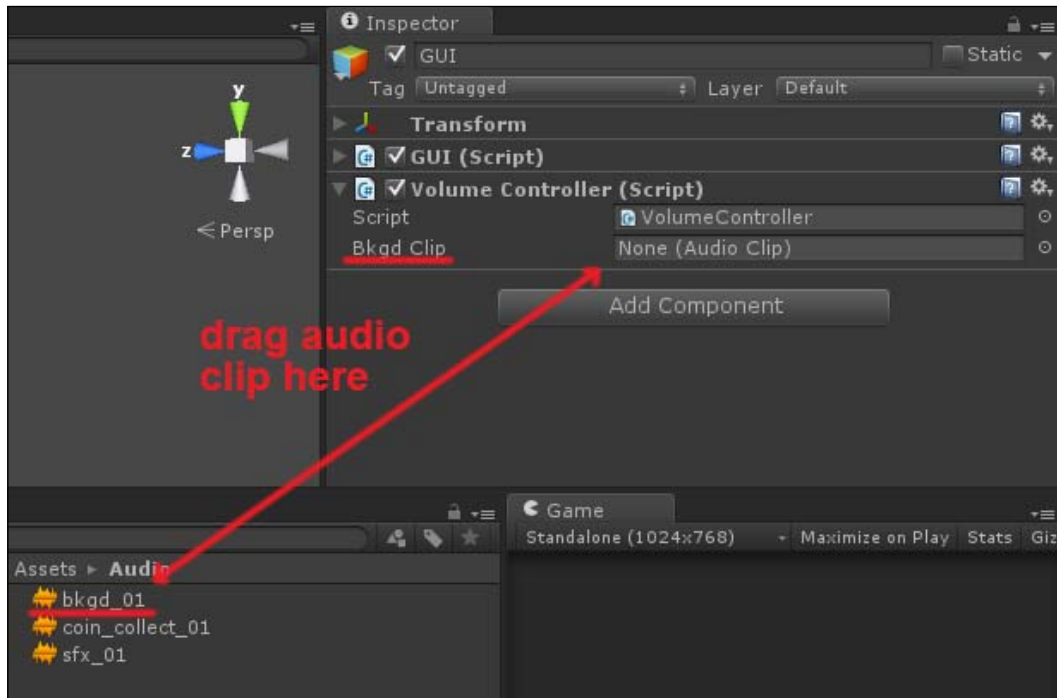 Inspector
GUI
Static
Tag Untagged Layer Default
Transform
GUI (Script)
Volume Controller (Script)
Script VolumeController
Bkgd Clip None (Audio Clip)
Add Component
y
z
Persp
drag audio
clip here
Assets Audio
bkgd_01
coin_collect_01
sfx_01
Game
Standalone (1024x768) Maximize on Play Stats Giz